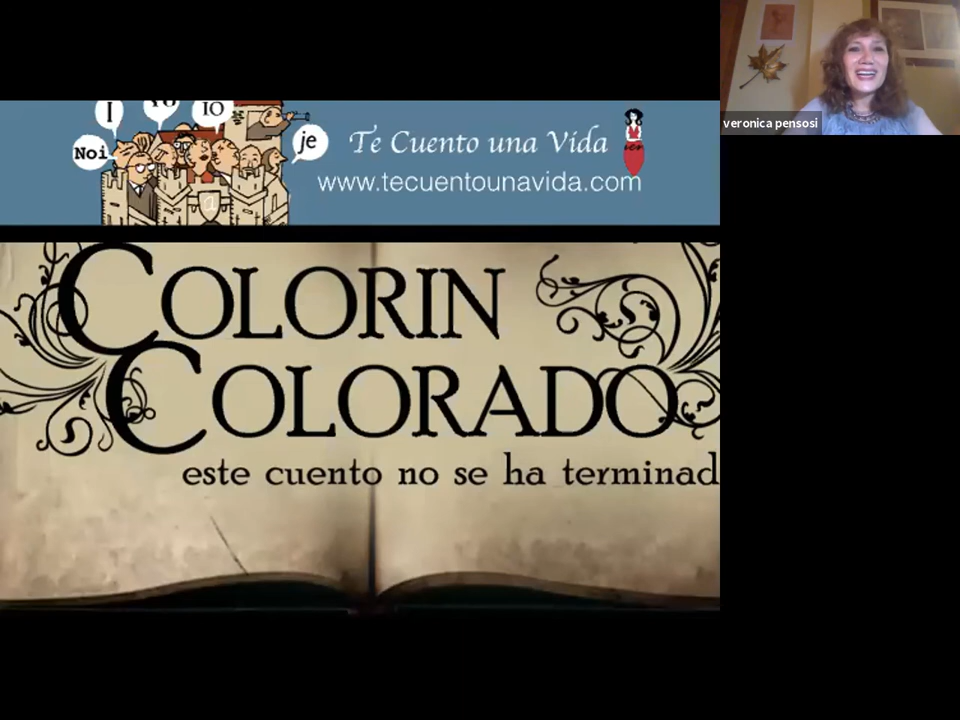 I
Yo
IO
Noi
je
Te Cuento una Vida
www.tecuentounavida.com
veronica pensosi
COLORIN
COLORADO
este cuento no se ha terminad